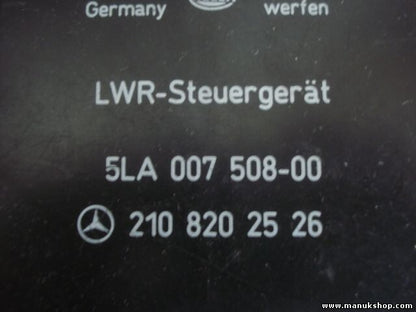 Germany werfen
LWR-Steuergerät
5LA 007 508-00
210 820 25 26
www.manukshop.com